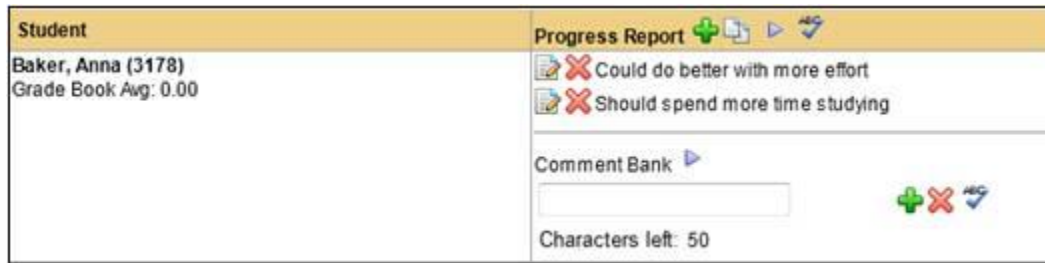 Student
Progress Report
Baker, Anna (3178)
Grade Book Avg: 0.00
Could do better with more effort
Should spend more time studying
Comment Bank
Characters left: 50